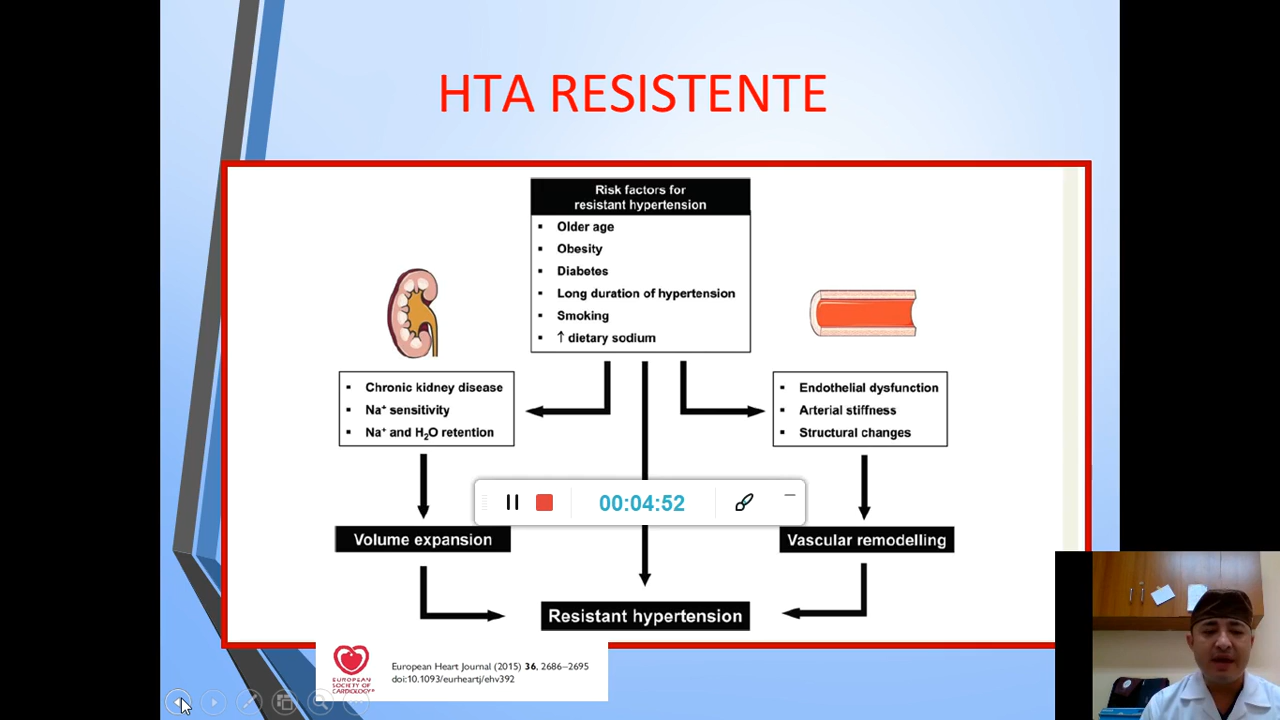 HTA RESISTENTE
Risk factors for
resistant hypertension
▪ Older age
▪ Obesity
▪ Diabetes
▪ Long duration of hypertension
▪ Smoking
▪ ↑ dietary sodium
▪ Chronic kidney disease
▪ Na⁺ sensitivity
▪ Na⁺ and H₂O retention
▪ Endothelial dysfunction
▪ Arterial stiffness
▪ Structural changes
00:04:52
Volume expansion
Vascular remodelling
Resistant hypertension
EUROPEAN
SOCIETY OF
CARDIOLOGY®
European Heart Journal (2015) 36, 2686–2695
doi:10.1093/eurheartj/ehv392